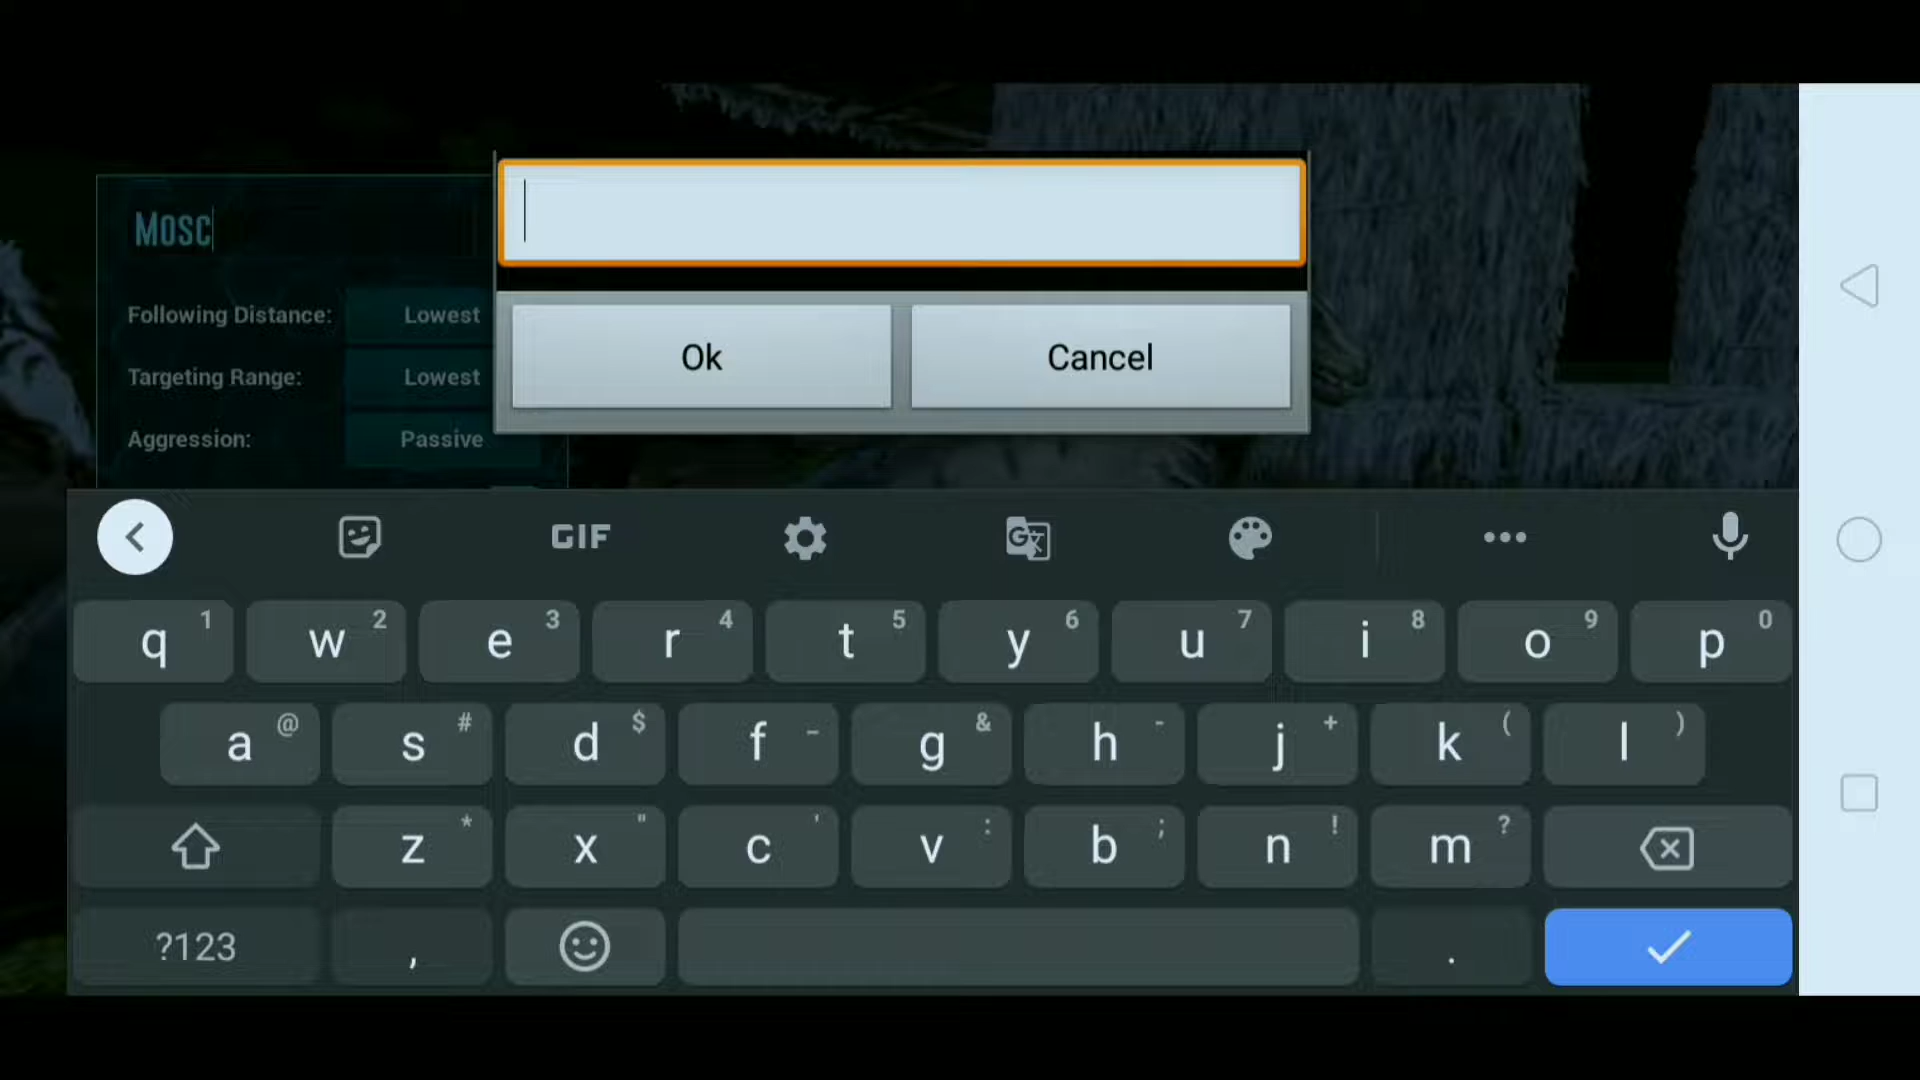 Mosc
Following Distance: Lowest
Targeting Range: Lowest
Aggression: Passive
Ok Cancel
GIF
q 1 w 2 e 3 r 4 t 5 y 6 u 7 i 8 o 9 p 0
a @ s # d $ f _ g & h - j + k ( l )
z * x " c ' v : b ; n ! m ?
?123 , .